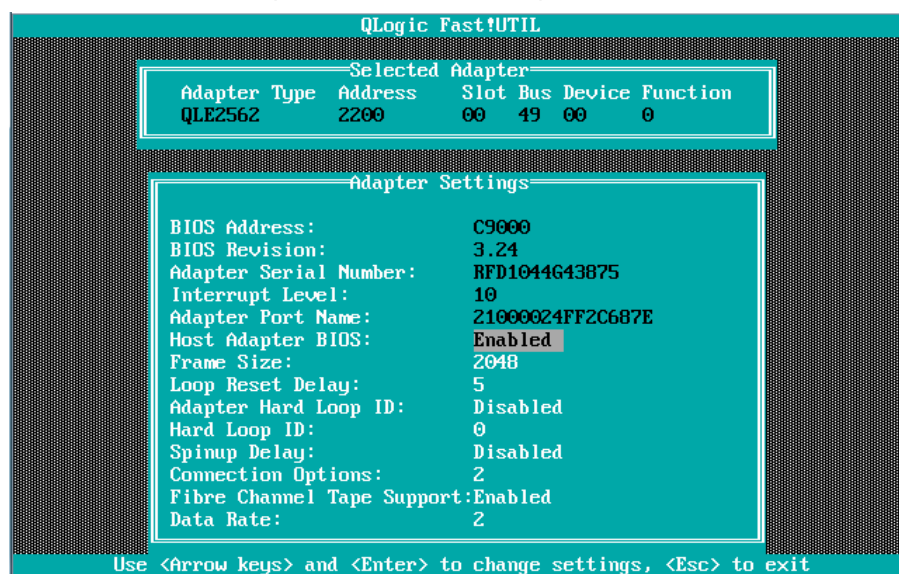 QLogic Fast!UTIL
Selected Adapter
Adapter Type Address Slot Bus Device Function
QLE2562 2200 00 49 00 0
Adapter Settings
BIOS Address: C9000
BIOS Revision: 3.24
Adapter Serial Number: RFD1044G43875
Interrupt Level: 10
Adapter Port Name: 21000024FF2C687E
Host Adapter BIOS: Enabled
Frame Size: 2048
Loop Reset Delay: 5
Adapter Hard Loop ID: Disabled
Hard Loop ID: 0
Spinup Delay: Disabled
Connection Options: 2
Fibre Channel Tape Support:Enabled
Data Rate: 2
Use <Arrow keys> and <Enter> to change settings, <Esc> to exit